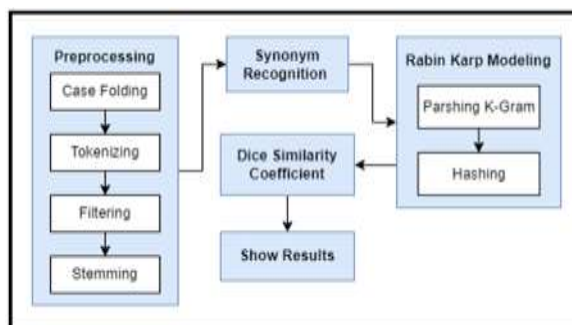 Preprocessing
Case Folding
Tokenizing
Filtering
Stemming
Synonym
Recognition
Rabin Karp Modeling
Parshing K-Gram
Hashing
Dice Similarity
Coefficient
Show Results